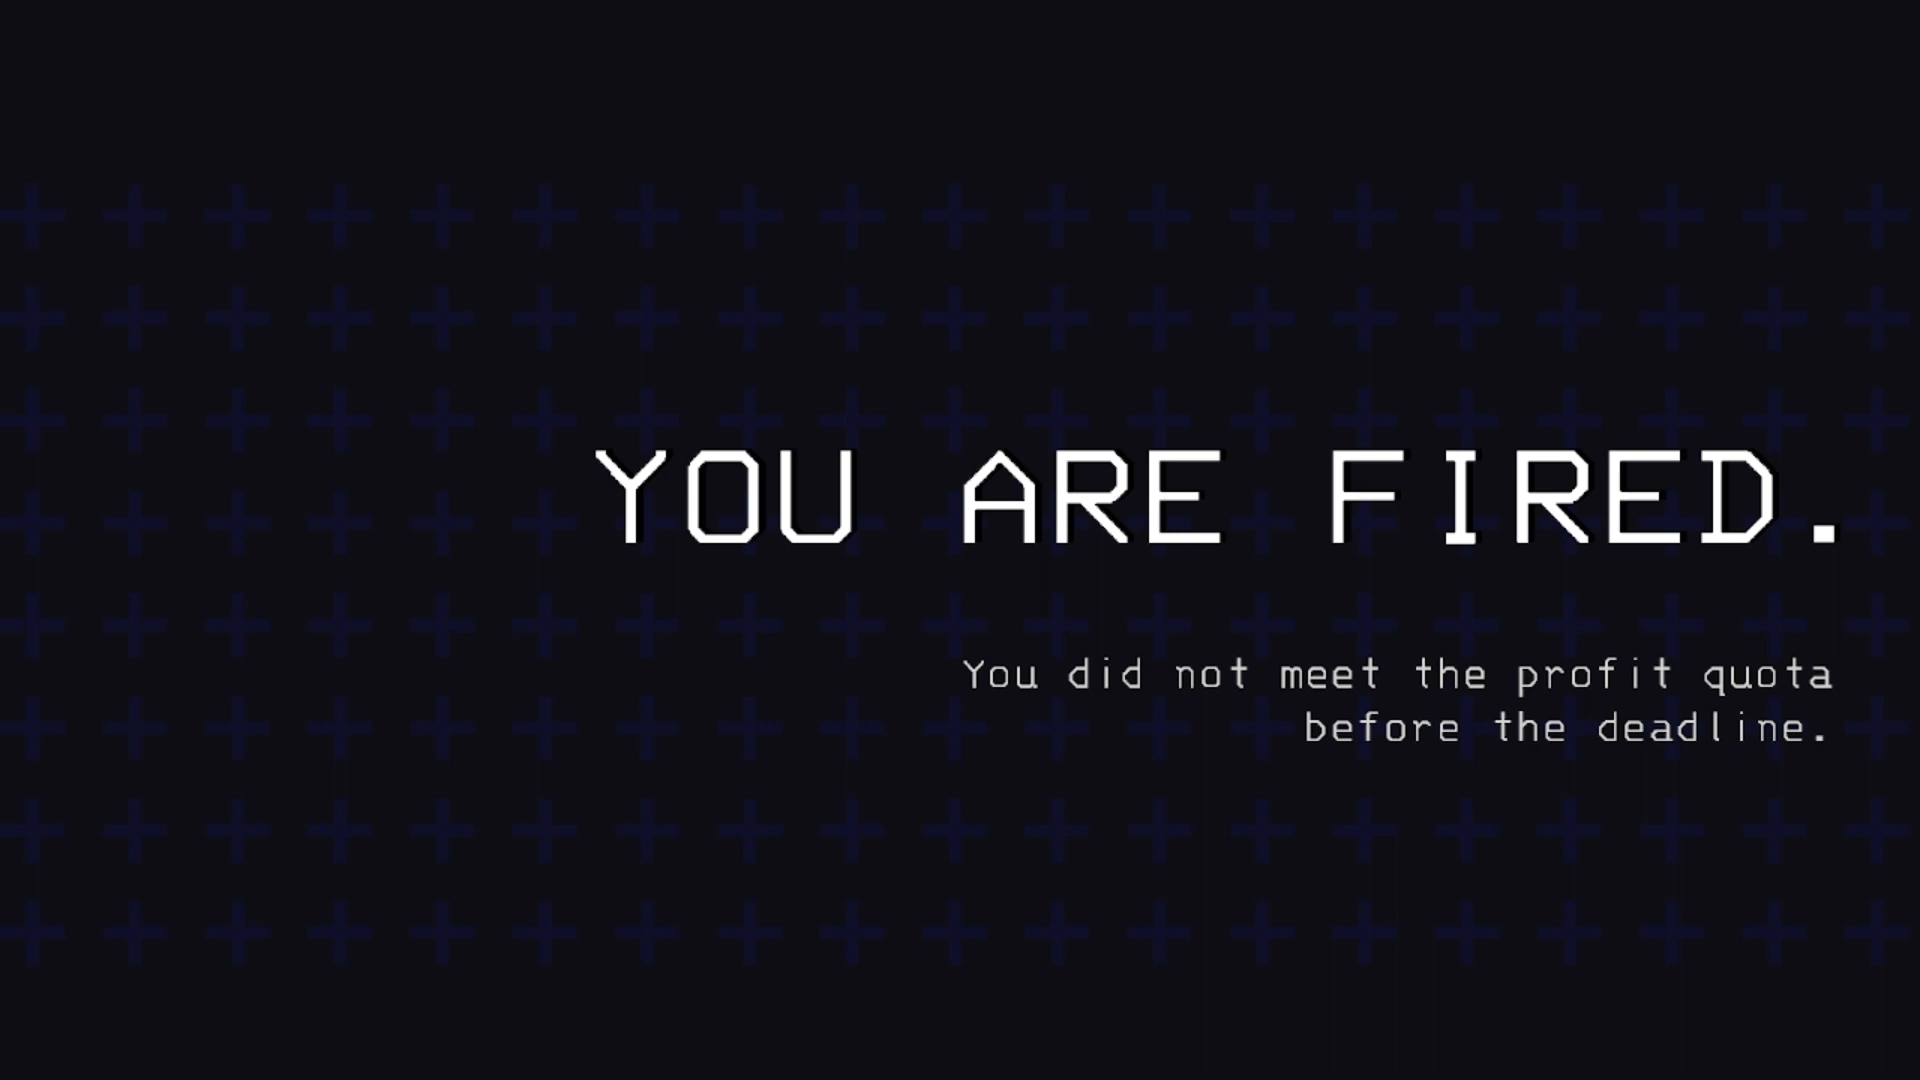 YOU ARE FIRED.
You did not meet the profit quota
before the deadline.